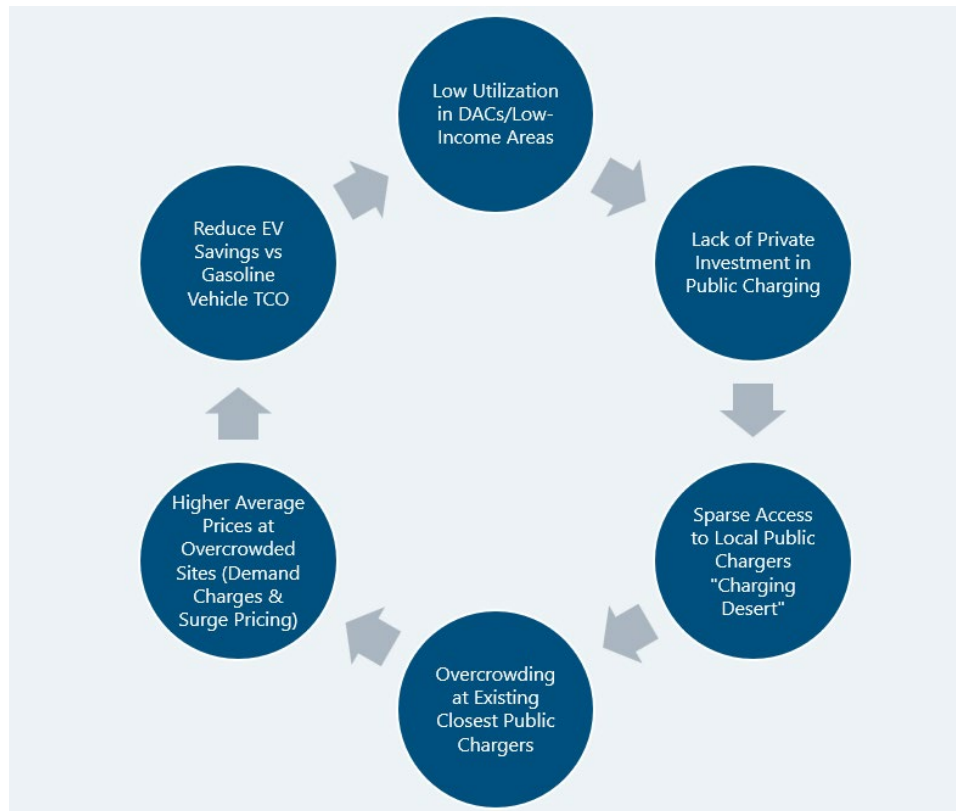 Low Utilization
in DACs/Low-
Income Areas
Lack of Private
Investment in
Public Charging
Sparse Access
to Local Public
Chargers
"Charging
Desert"
Overcrowding
at Existing
Closest Public
Chargers
Higher Average
Prices at
Overcrowded
Sites (Demand
Charges &
Surge Pricing)
Reduce EV
Savings vs
Gasoline
Vehicle TCO